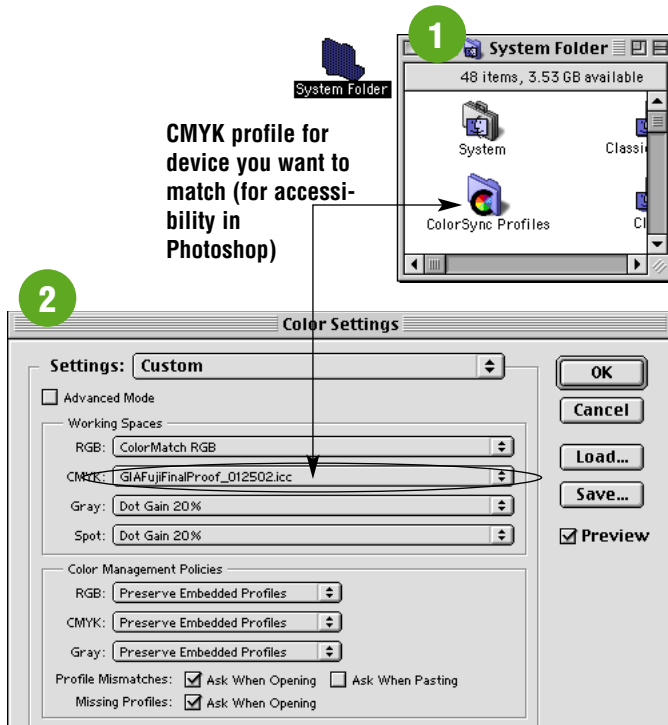 1
System Folder
48 items, 3.53 GB available
System Folder
System
ColorSync Profiles
CMYK profile for
device you want to
match (for accessi-
bility in
Photoshop)
2
Color Settings
Settings: Custom
Advanced Mode
Working Spaces
RGB: ColorMatch RGB
CMYK: GIAFujiFinalProof_012502.icc
Gray: Dot Gain 20%
Spot: Dot Gain 20%
Color Management Policies
RGB: Preserve Embedded Profiles
CMYK: Preserve Embedded Profiles
Gray: Preserve Embedded Profiles
Profile Mismatches: Ask When Opening Ask When Pasting
Missing Profiles: Ask When Opening
OK
Cancel
Load...
Save...
Preview